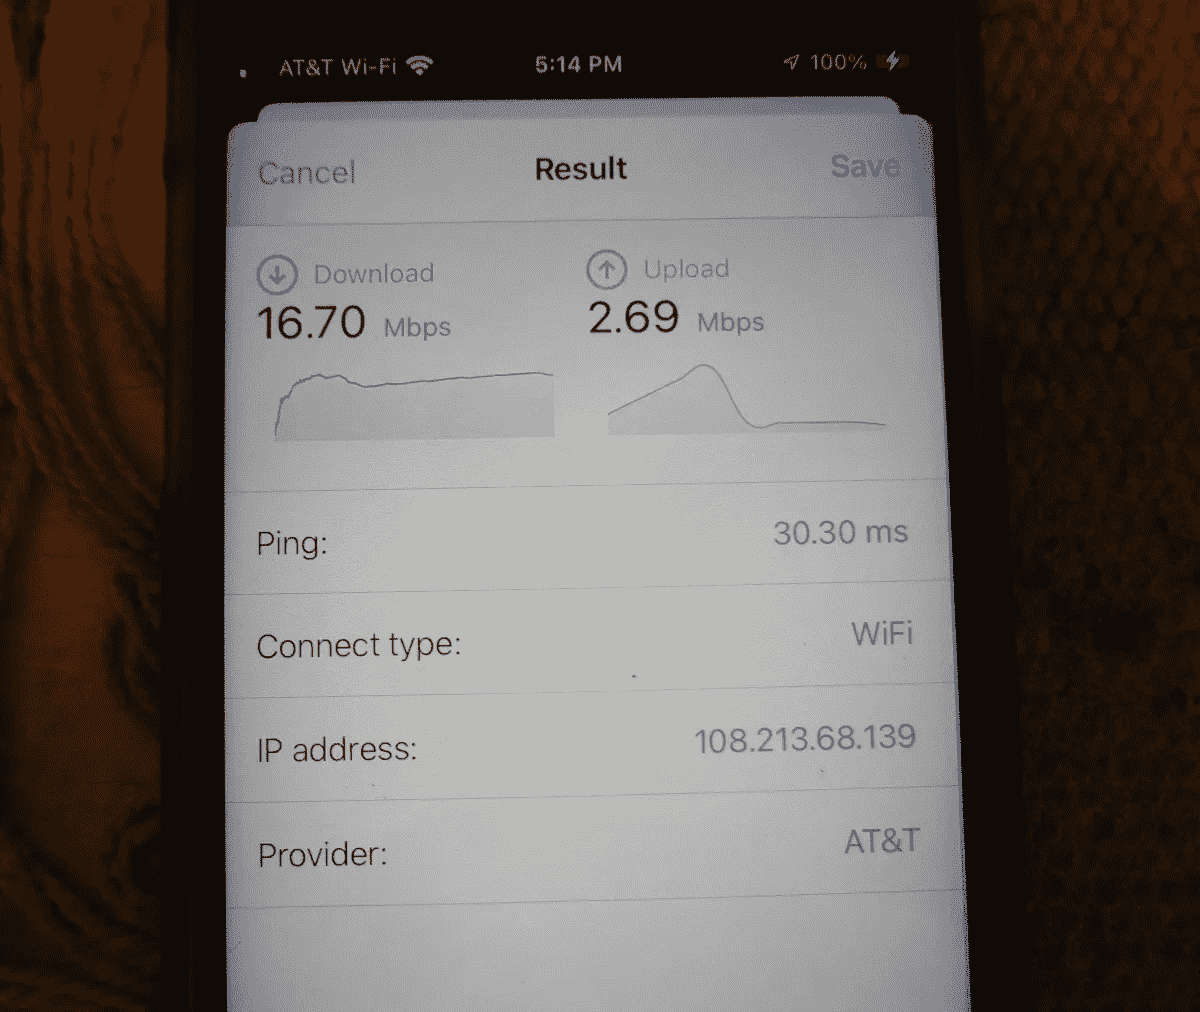 AT&T Wi-Fi 5:14 PM 100%
Cancel Result Save
Download Upload
16.70 Mbps 2.69 Mbps
Ping: 30.30 ms
Connect type: WiFi
IP address: 108.213.68.139
Provider: AT&T